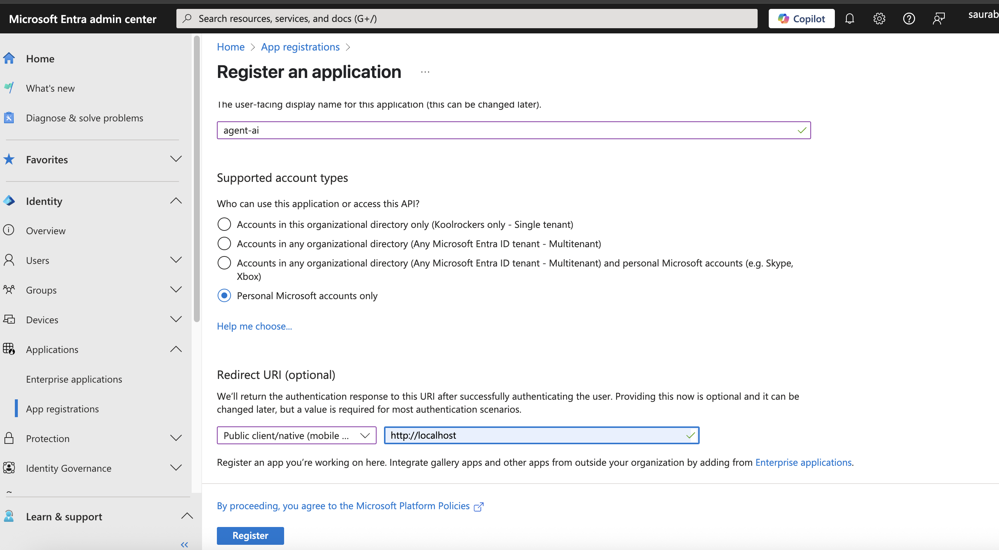 Microsoft Entra admin center
Search resources, services, and docs (G+/)
Copilot
saurab
Home
What's new
Diagnose & solve problems
Favorites
Identity
Overview
Users
Groups
Devices
Applications
Enterprise applications
App registrations
Protection
Identity Governance
Learn & support
Home > App registrations >
Register an application
...
The user-facing display name for this application (this can be changed later).
agent-ai
Supported account types
Who can use this application or access this API?
Accounts in this organizational directory only (Koolrockers only - Single tenant)
Accounts in any organizational directory (Any Microsoft Entra ID tenant - Multitenant)
Accounts in any organizational directory (Any Microsoft Entra ID tenant - Multitenant) and personal Microsoft accounts (e.g. Skype,
Xbox)
Personal Microsoft accounts only
Help me choose...
Redirect URI (optional)
We’ll return the authentication response to this URI after successfully authenticating the user. Providing this now is optional and it can be
changed later, but a value is required for most authentication scenarios.
Public client/native (mobile ...
http://localhost
Register an app you’re working on here. Integrate gallery apps and other apps from outside your organization by adding from Enterprise applications.
By proceeding, you agree to the Microsoft Platform Policies
Register